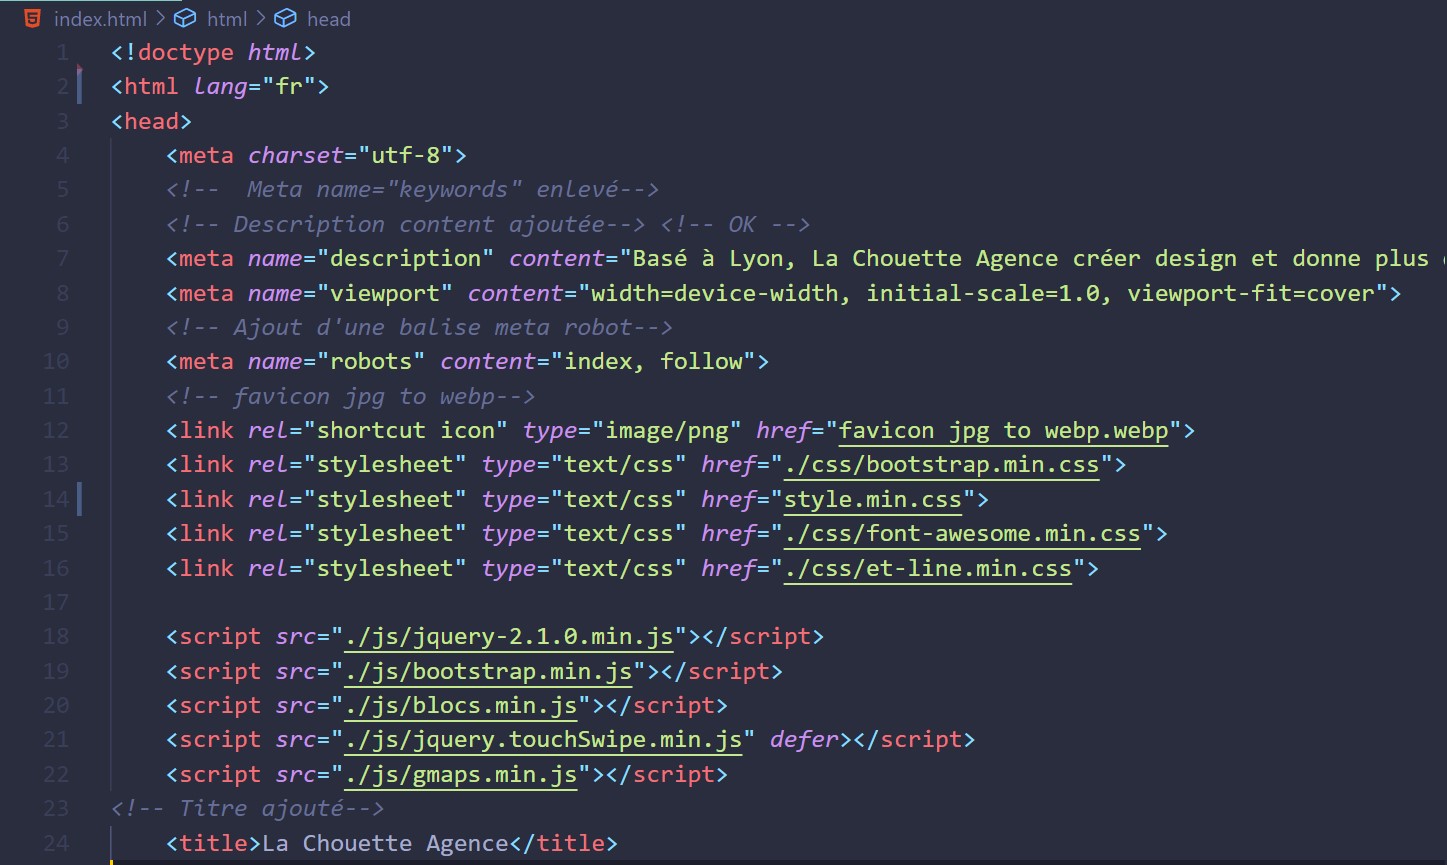 index.html > html > head
1 <!doctype html>
2 <html lang="fr">
3 <head>
4 <meta charset="utf-8">
5 <!--  Meta name="keywords" enlevé-->
6 <!-- Description content ajoutée--> <!-- OK -->
7 <meta name="description" content="Basé à Lyon, La Chouette Agence créer design et donne plus
8 <meta name="viewport" content="width=device-width, initial-scale=1.0, viewport-fit=cover">
9 <!-- Ajout d'une balise meta robot-->
10 <meta name="robots" content="index, follow">
11 <!-- favicon jpg to webp-->
12 <link rel="shortcut icon" type="image/png" href="favicon jpg to webp.webp">
13 <link rel="stylesheet" type="text/css" href="./css/bootstrap.min.css">
14 <link rel="stylesheet" type="text/css" href="style.min.css">
15 <link rel="stylesheet" type="text/css" href="./css/font-awesome.min.css">
16 <link rel="stylesheet" type="text/css" href="./css/et-line.min.css">
17
18 <script src="./js/jquery-2.1.0.min.js"></script>
19 <script src="./js/bootstrap.min.js"></script>
20 <script src="./js/blocs.min.js"></script>
21 <script src="./js/jquery.touchSwipe.min.js" defer></script>
22 <script src="./js/gmaps.min.js"></script>
23 <!-- Titre ajouté-->
24 <title>La Chouette Agence</title>